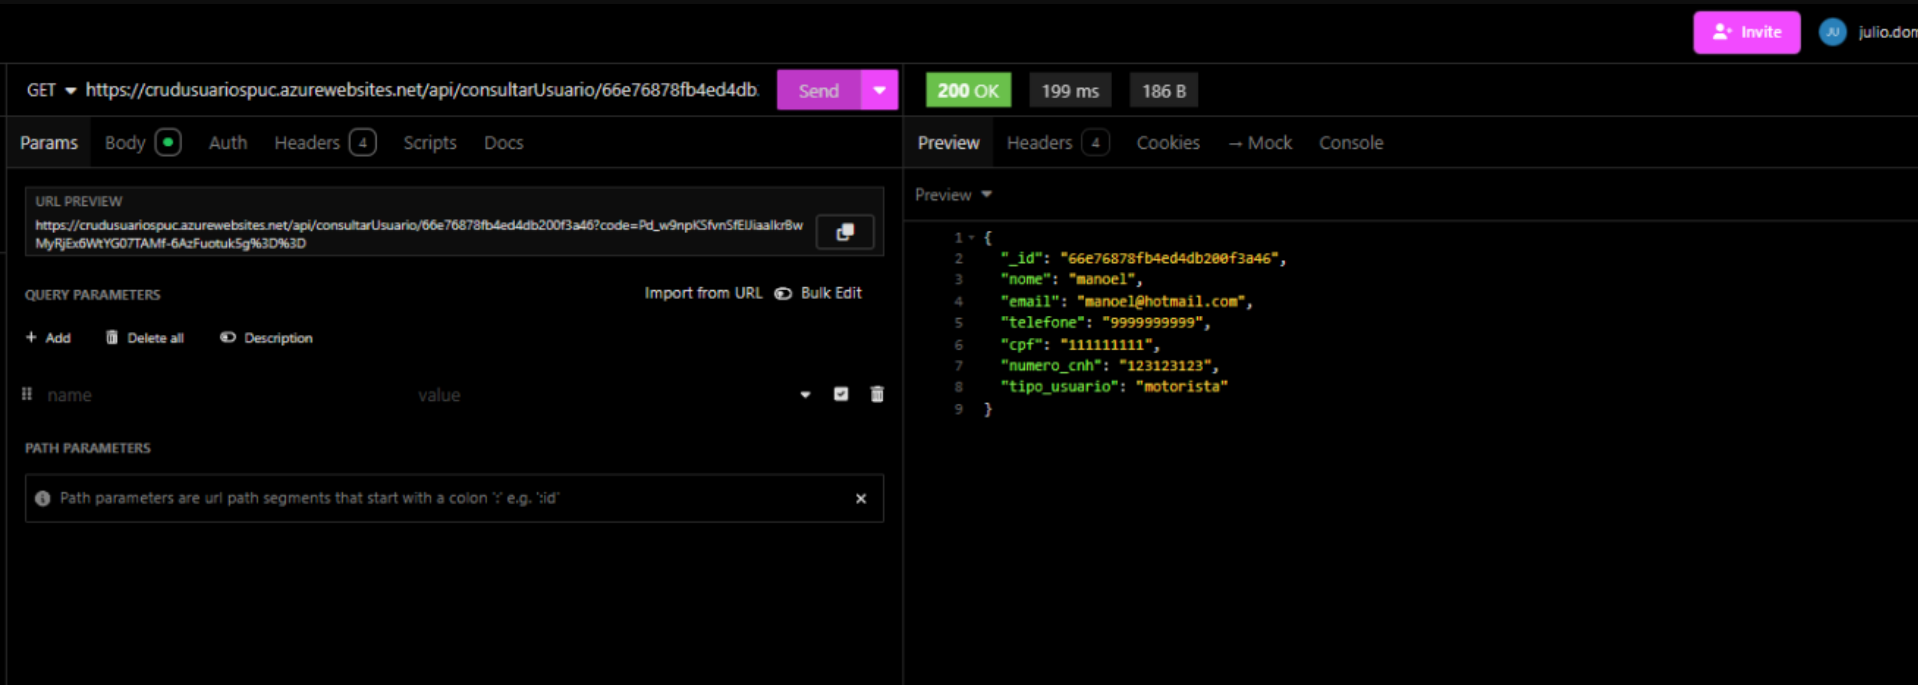 Invite
JU
julio.dom
GET https://crudusuariospuc.azurewebsites.net/api/consultarUsuario/66e76878fb4ed4db. Send
200 OK 199 ms 186 B
Params Body Auth Headers 4 Scripts Docs
Preview Headers 4 Cookies → Mock Console
Preview
URL PREVIEW
https://crudusuariospuc.azurewebsites.net/api/consultarUsuario/66e76878fb4ed4db200f3a46?code=Pd_w9npKSfvnSfEIJiaalkrBw
MyRjEx6WtYG07TAMf-6AzFuotuk5g%3D%3D
QUERY PARAMETERS Import from URL Bulk Edit
+ Add Delete all Description
name value
PATH PARAMETERS
Path parameters are url path segments that start with a colon ':' e.g. ':id'
1 {
2 "_id": "66e76878fb4ed4db200f3a46",
3 "nome": "manoel",
4 "email": "manoel@hotmail.com",
5 "telefone": "9999999999",
6 "cpf": "111111111",
7 "numero_cnh": "123123123",
8 "tipo_usuario": "motorista"
9 }